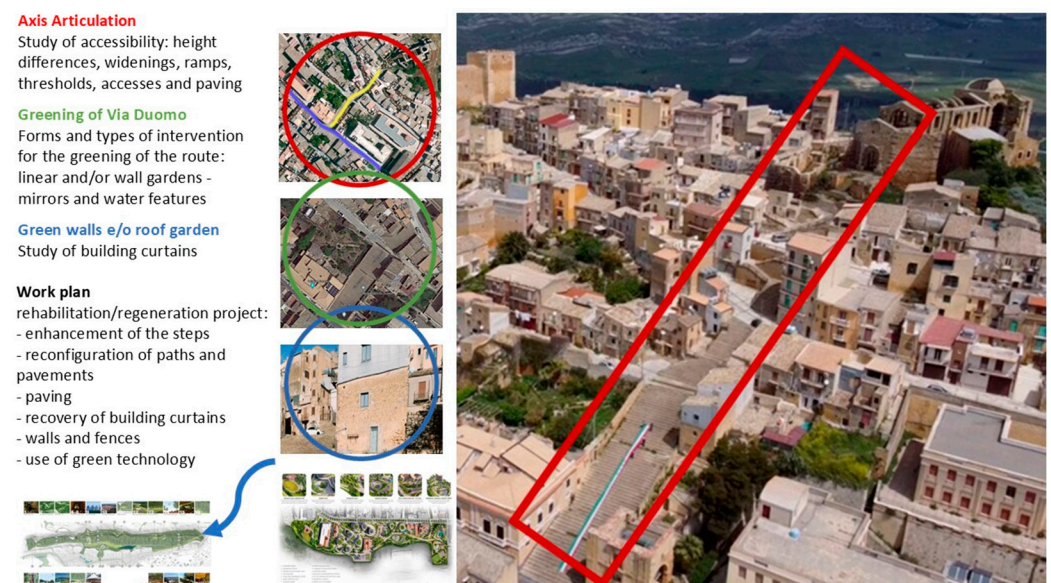 Axis Articulation
Study of accessibility: height
differences, widenings, ramps,
thresholds, accesses and paving
Greening of Via Duomo
Forms and types of intervention
for the greening of the route:
linear and/or wall gardens -
mirrors and water features
Green walls e/o roof garden
Study of building curtains
Work plan
rehabilitation/regeneration project:
- enhancement of the steps
- reconfiguration of paths and
pavements
- paving
- recovery of building curtains
- walls and fences
- use of green technology